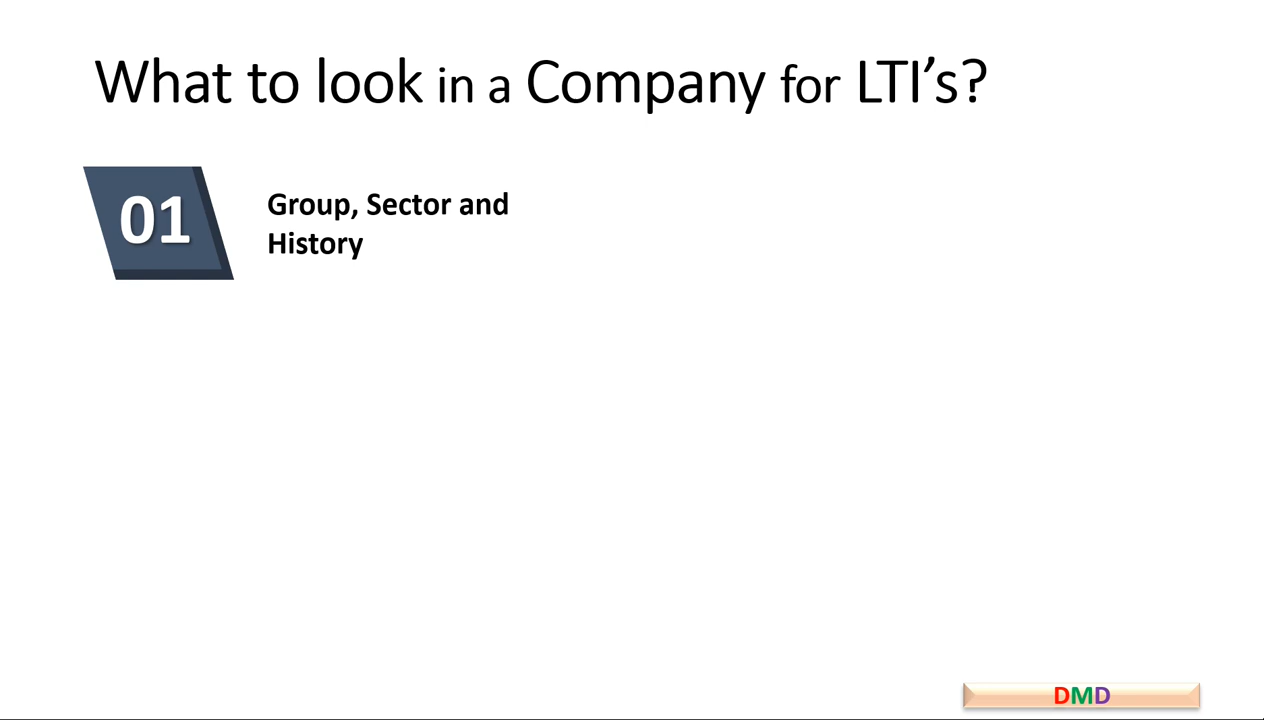 What to look in a Company for LTI’s?
01
Group, Sector and
History
DMD